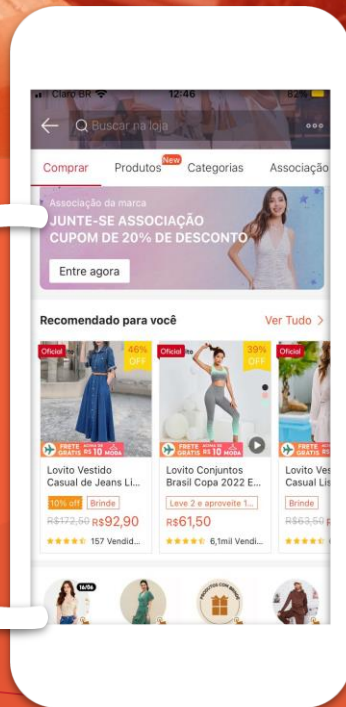 Claro BR 12:46 82%
Buscar na loja
New
Comprar Produtos Categorias Associação
Associação da marca
JUNTE-SE ASSOCIAÇÃO
CUPOM DE 20% DE DESCONTO
Entre agora
Recomendado para você Ver Tudo >
Oficial 46% OFF
Oficial 39% OFF
Oficial
FRETE GRÁTIS R$10 MODA
FRETE GRÁTIS R$10 MODA
FRETE GRÁTIS
Lovito Vestido
Casual de Jeans Li...
Lovito Conjuntos
Brasil Copa 2022 E...
Lovito Ves
Casual Lis
10% off Brinde
Leve 2 e aproveite 1...
Brinde
R$172,50 R$92,90
R$61,50
R$63,50
157 Vendid...
6,1mil Vendi...
16/06
PRODUTOS COM BRINDE